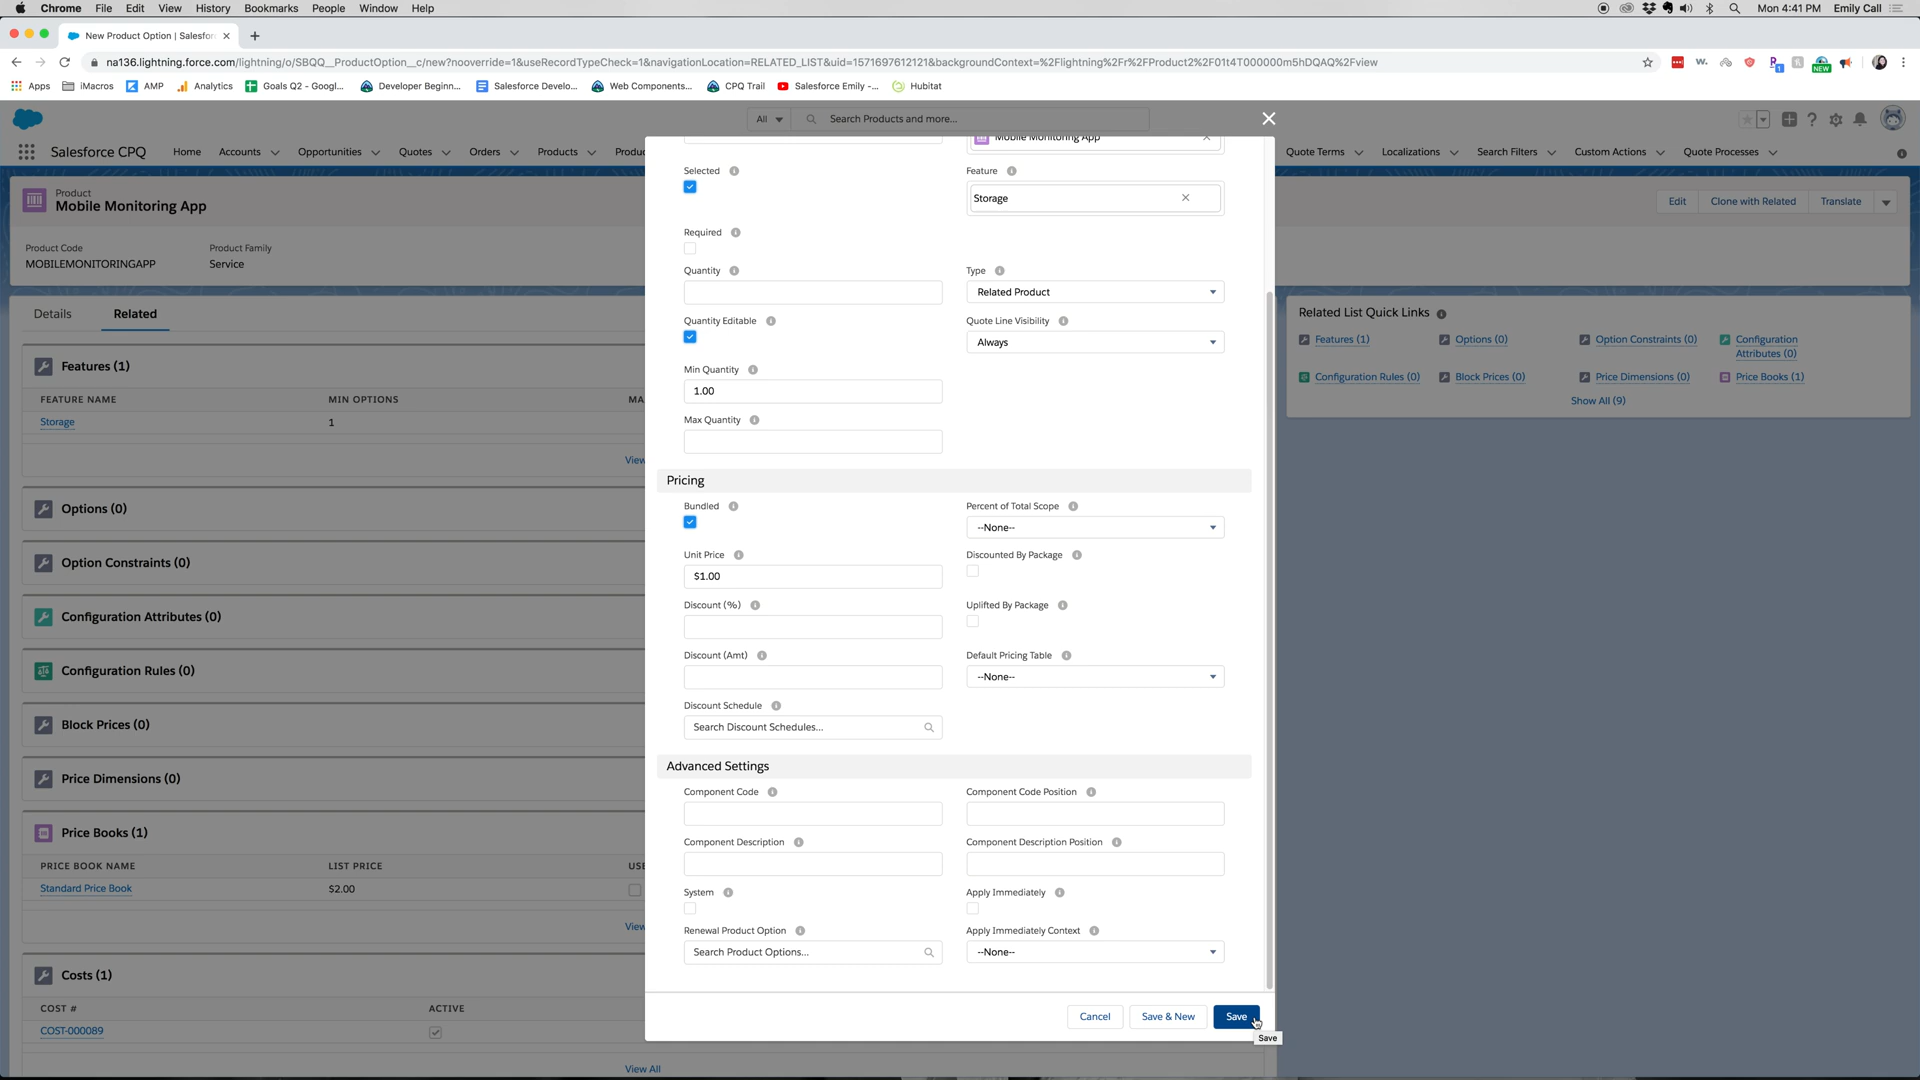 Chrome File Edit View History Bookmarks People Window Help Mon 4:41 PM Emily Call
New Product Option | Salesfor
na136.lightning.force.com/lightning/o/SBQQ__ProductOption__c/new?nooverride=1&useRecordTypeCheck=1&navigationLocation=RELATED_LIST&uid=1571697612121&backgroundContext=%2Flightning%2Fr%2FProduct2%2F01t4T000000m5hDQAQ%2Fview
Apps iMacros AMP Analytics Goals Q2 - Googl... Developer Beginn... Salesforce Develo... Web Components... CPQ Trail Salesforce Emily -... Hubitat NEW
All Search Products and more...
Salesforce CPQ Home Accounts Opportunities Quotes Orders Products Produc Quote Terms Localizations Search Filters Custom Actions Quote Processes
Product
Mobile Monitoring App
Edit Clone with Related Translate
Product Code Product Family
MOBILEMONITORINGAPP Service
Details Related
Features (1)
FEATURE NAME MIN OPTIONS MA
Storage 1
View
Options (0)
Option Constraints (0)
Configuration Attributes (0)
Configuration Rules (0)
Block Prices (0)
Price Dimensions (0)
Price Books (1)
PRICE BOOK NAME LIST PRICE USE
Standard Price Book $2.00
View
Costs (1)
COST # ACTIVE
COST-000089
View All
Mobile Monitoring App
Selected Feature
Storage
Required
Quantity Type
Related Product
Quantity Editable Quote Line Visibility
Always
Min Quantity
1.00
Max Quantity
Pricing
Bundled Percent of Total Scope
--None--
Unit Price Discounted By Package
$1.00
Discount (%) Uplifted By Package
Discount (Amt) Default Pricing Table
--None--
Discount Schedule
Search Discount Schedules...
Advanced Settings
Component Code Component Code Position
Component Description Component Description Position
System Apply Immediately
Renewal Product Option Apply Immediately Context
Search Product Options... --None--
Cancel Save & New Save
Save
Related List Quick Links
Features (1) Options (0) Option Constraints (0) Configuration
Attributes (0)
Configuration Rules (0) Block Prices (0) Price Dimensions (0) Price Books (1)
Show All (9)